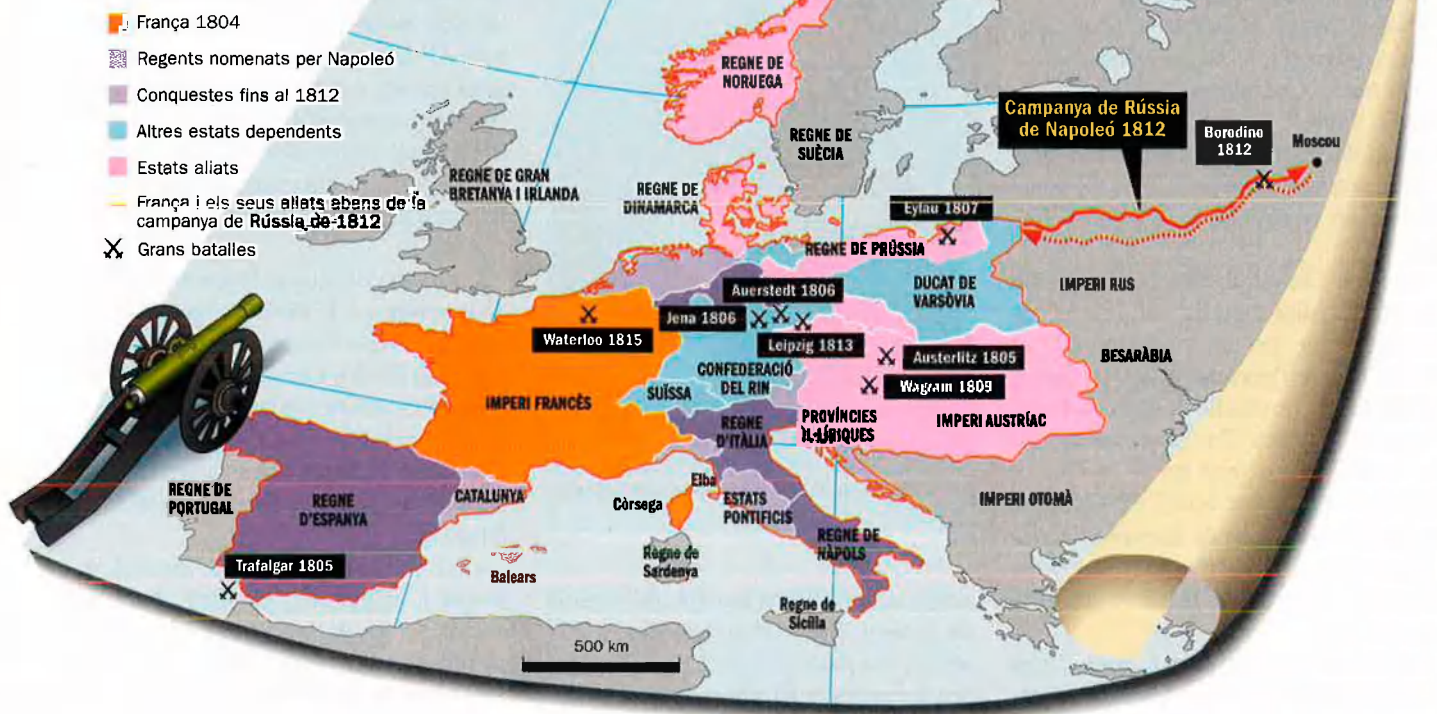 França 1804
Regents nomenats per Napoleó
Conquestes fins al 1812
Altres estats dependents
Estats aliats
França i els seus aliats abans de la
campanya de Rússia de 1812
Grans batalles
REGNE DE
NORUEGA
REGNE DE
SUÈCIA
Campanya de Rússia
de Napoleó 1812
Borodino
1812
Moscou
REGNE DE GRAN
BRETANYA I IRLANDA
REGNE DE
DINAMARCA
Eylau 1807
REGNE DE PRÚSSIA
DUCAT DE
VARSÒVIA
IMPERI RUS
Auerstedt 1806
Jena 1806
Waterloo 1815
Leipzig 1813
Austerlitz 1805
BESARÀBIA
CONFEDERACIÓ
DEL RIN
Wagram 1809
SUÏSSA
IMPERI FRANCÈS
REGNE
D'ITÀLIA
PROVÍNCIES
IL·LÍRIQUES
IMPERI AUSTRÍAC
REGNE DE
PORTUGAL
REGNE
D'ESPANYA
CATALUNYA
Còrsega
Elba
ESTATS
PONTIFICIS
IMPERI OTOMÀ
REGNE DE
NÀPOLS
Trafalgar 1805
Balears
Regne de
Sardenya
Regne de
Sicília
500 km